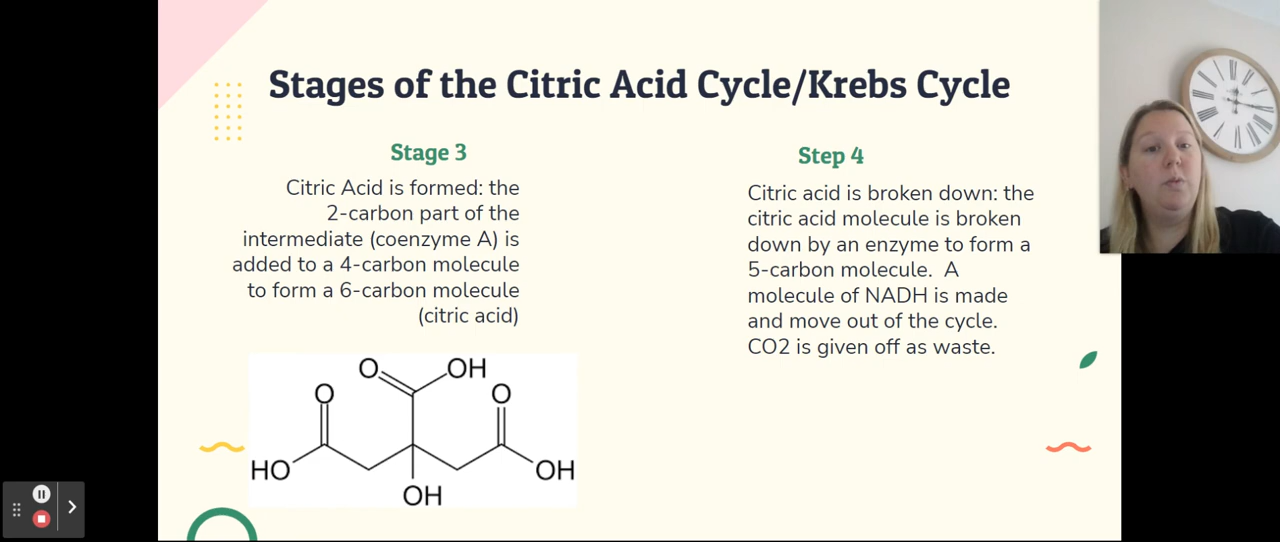 Stages of the Citric Acid Cycle/Krebs Cycle
Stage 3
Citric Acid is formed: the
2-carbon part of the
intermediate (coenzyme A) is
added to a 4-carbon molecule
to form a 6-carbon molecule
(citric acid)
O
OH
O
O
HO
OH
OH
Step 4
Citric acid is broken down: the
citric acid molecule is broken
down by an enzyme to form a
5-carbon molecule. A
molecule of NADH is made
and move out of the cycle.
CO2 is given off as waste.